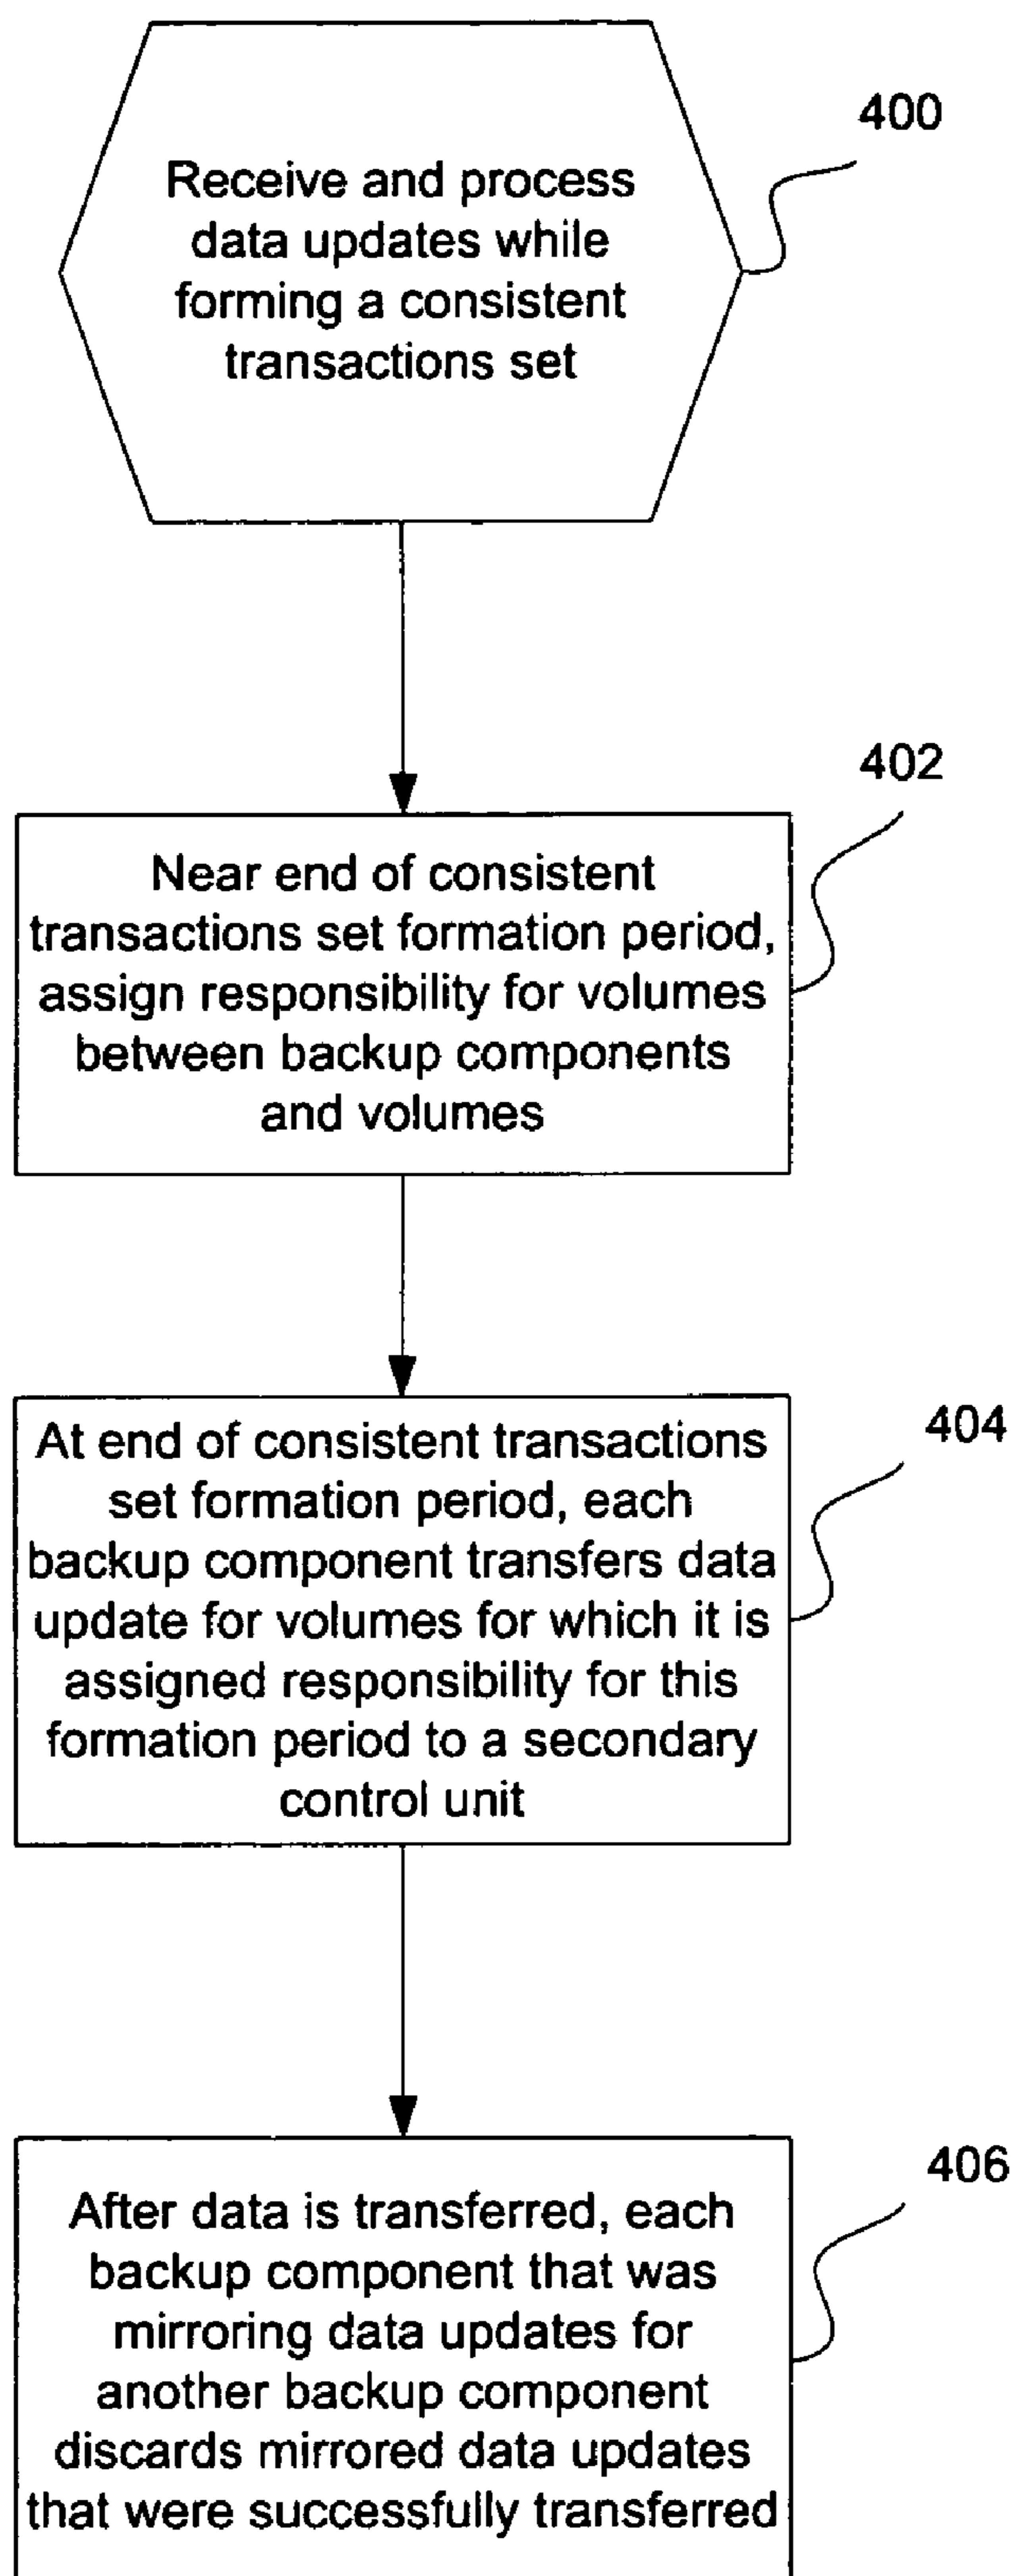 400
Receive and process
data updates while
forming a consistent
transactions set
402
Near end of consistent
transactions set formation period,
assign responsibility for volumes
between backup components
and volumes
404
At end of consistent transactions
set formation period, each
backup component transfers data
update for volumes for which it is
assigned responsibility for this
formation period to a secondary
control unit
406
After data is transferred, each
backup component that was
mirroring data updates for
another backup component
discards mirrored data updates
that were successfully transferred